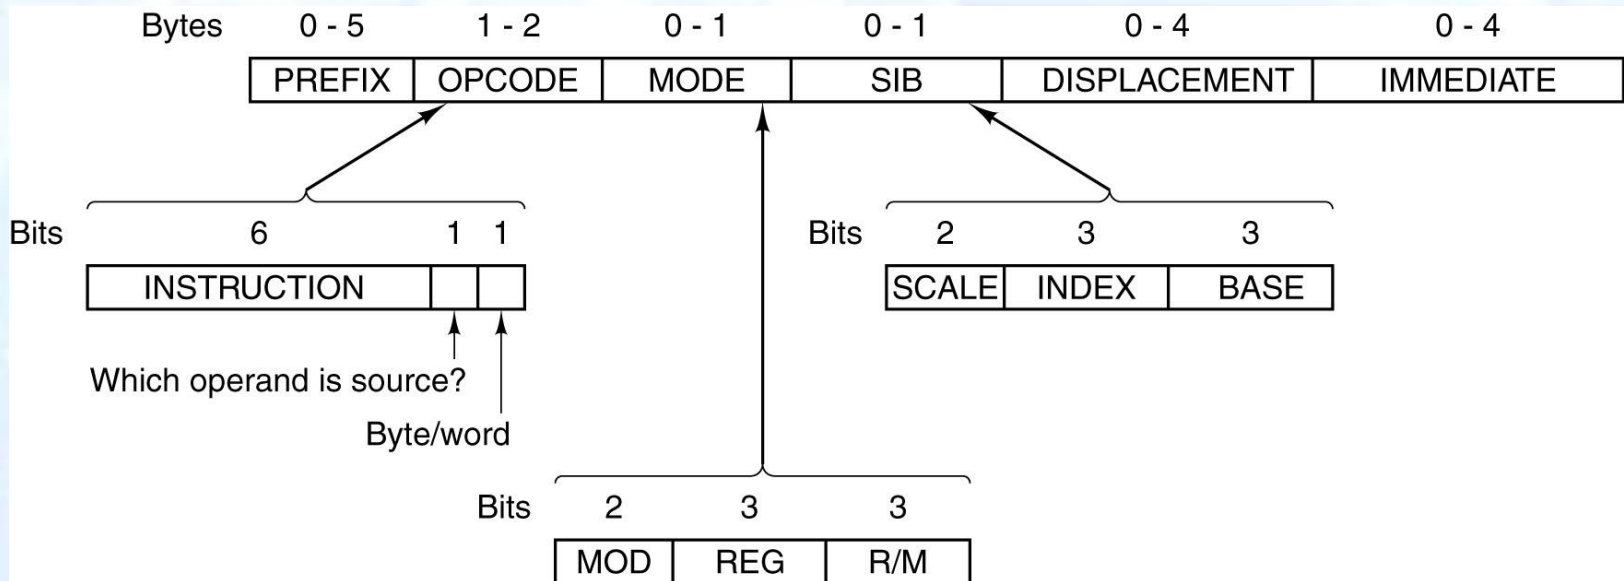 Bytes 0 - 5 1 - 2 0 - 1 0 - 1 0 - 4 0 - 4
PREFIX OPCODE MODE SIB DISPLACEMENT IMMEDIATE
Bits 6 1 1
INSTRUCTION
Which operand is source?
Byte/word
Bits 2 3 3
SCALE INDEX BASE
Bits 2 3 3
MOD REG R/M